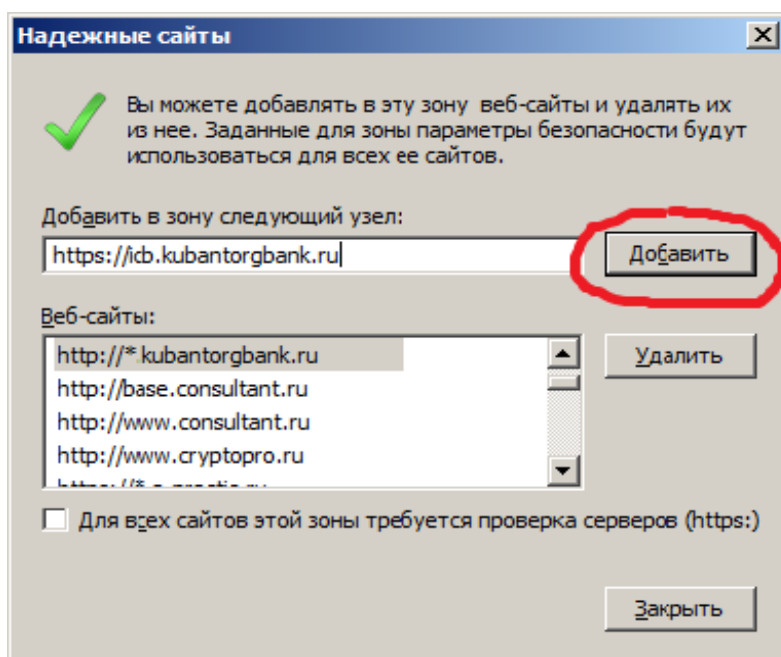 Надежные сайты
Вы можете добавлять в эту зону веб-сайты и удалять их
из нее. Заданные для зоны параметры безопасности будут
использоваться для всех ее сайтов.
Добавить в зону следующий узел:
https://icb.kubantorgbank.ru
Добавить
Веб-сайты:
http://*.kubantorgbank.ru
Удалить
http://base.consultant.ru
http://www.consultant.ru
http://www.cryptopro.ru
Для всех сайтов этой зоны требуется проверка серверов (https:)
Закрыть